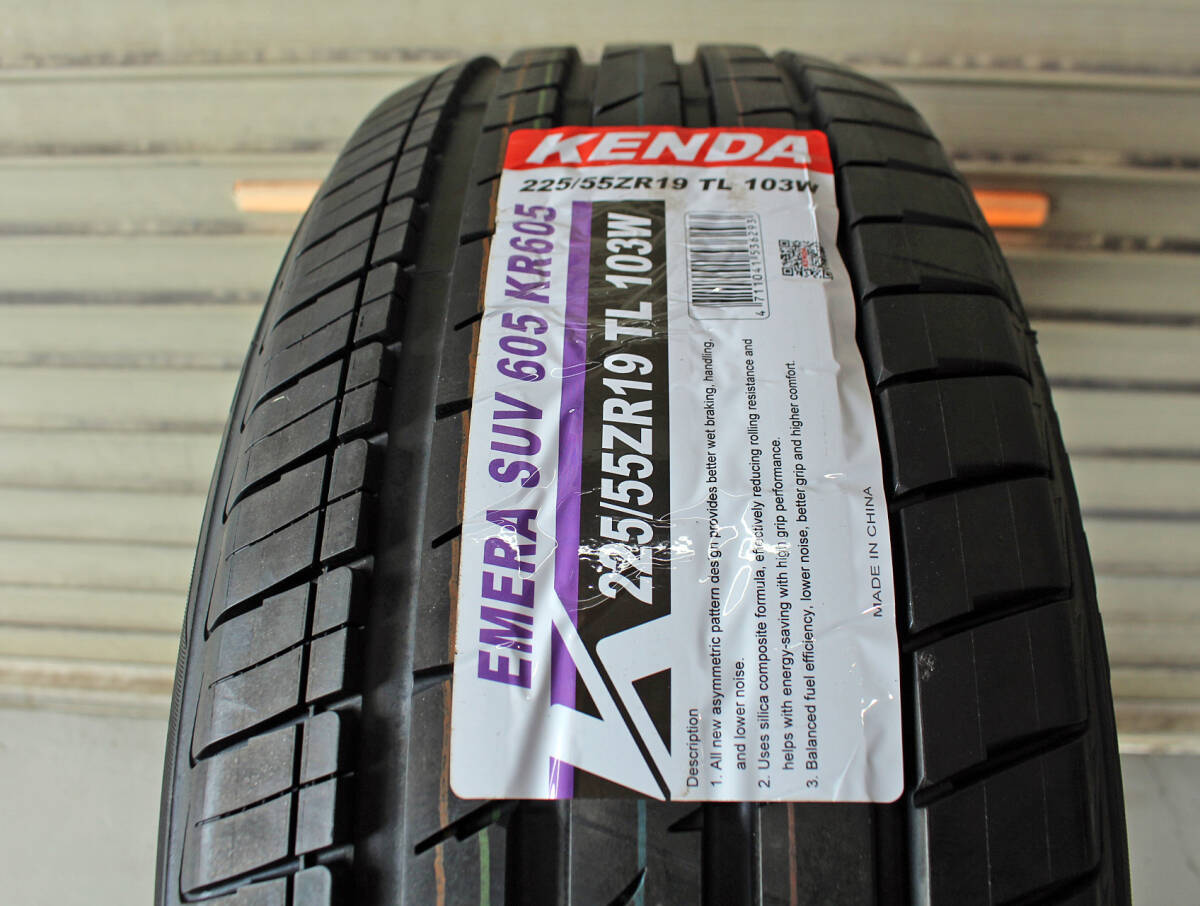 KENDA
225/55ZR19 TL 103W
EMERA SUV 605 KR605
225/55ZR19 TL 103W
4 711041 536293
Description
1. All new asymmetric pattern design provides better wet braking, handling,
and lower noise.
2. Uses silica composite formula, effectively reducing rolling resistance and
helps with energy-saving with high grip performance.
3. Balanced fuel efficiency, lower noise, better grip and higher comfort.
MADE IN CHINA